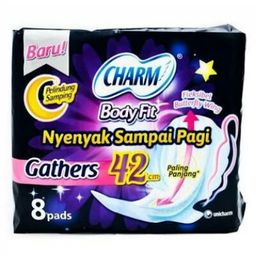 Baru!
CHARM
Pelindung
Samping
Body Fit
Fleksibel
Butterfly Wing
Nyenyak Sampai Pagi
Gathers 42cm
Paling
Panjang*
8 pads
unicharm